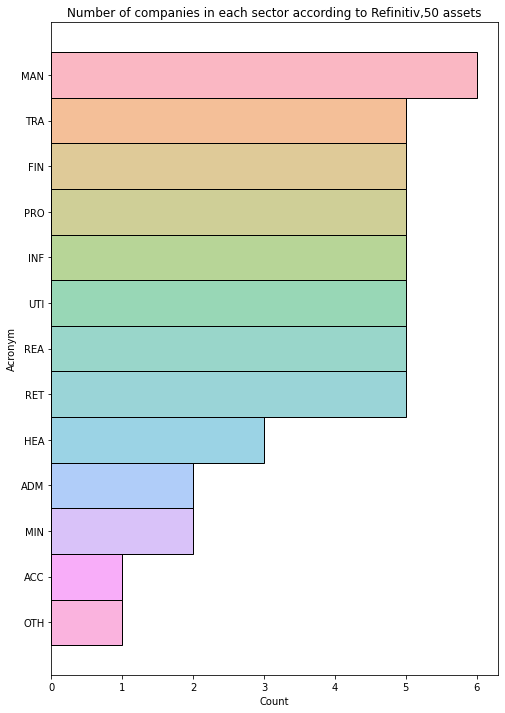 Number of companies in each sector according to Refinitiv,50 assets
MAN
TRA
FIN
PRO
INF
UTI
REA
RET
HEA
ADM
MIN
ACC
OTH
Acronym
0 1 2 3 4 5 6
Count